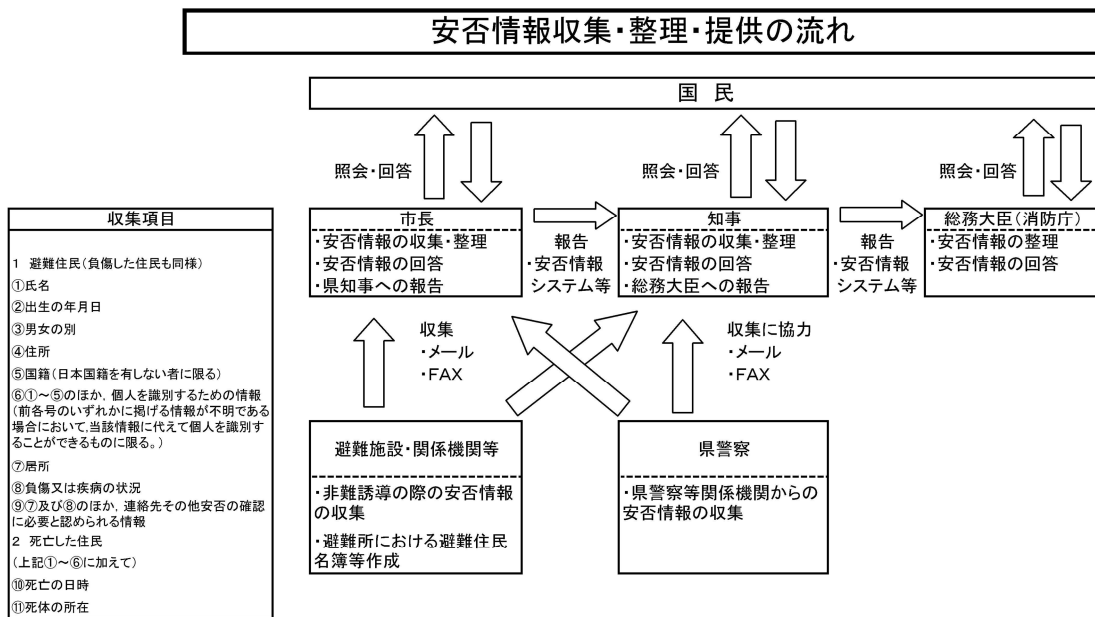 安否情報収集・整理・提供の流れ
国 民
照会・回答
照会・回答
照会・回答
収集項目
1 避難住民(負傷した住民も同様)
①氏名
②出生の年月日
③男女の別
④住所
⑤国籍(日本国籍を有しない者に限る)
⑥①～⑤のほか, 個人を識別するための情報
(前各号のいずれかに掲げる情報が不明である
場合において,当該情報に代えて個人を識別す
ることができるものに限る。)
⑦居所
⑧負傷又は疾病の状況
⑨⑦及び⑧のほか, 連絡先その他安否の確認
に必要と認められる情報
2 死亡した住民
(上記①～⑥に加えて)
⑩死亡の日時
⑪死体の所在
市長
・安否情報の収集・整理
・安否情報の回答
・県知事への報告
報告
・安否情報
システム等
知事
・安否情報の収集・整理
・安否情報の回答
・総務大臣への報告
報告
・安否情報
システム等
総務大臣(消防庁)
・安否情報の整理
・安否情報の回答
収集
・メール
・FAX
収集に協力
・メール
・FAX
避難施設・関係機関等
・非難誘導の際の安否情報
の収集
・避難所における避難住民
名簿等作成
県警察
・県警察等関係機関からの
安否情報の収集